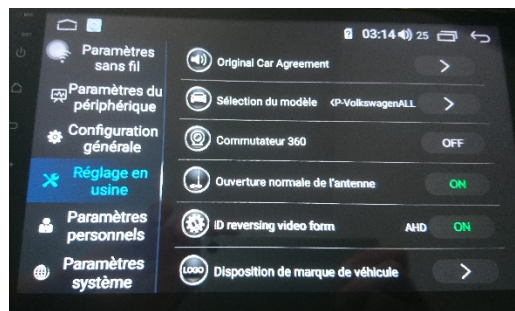 03:14 25
Paramètres
sans fil
Paramètres du
périphérique
Configuration
générale
Réglage en
usine
Paramètres
personnels
Paramètres
système
Original Car Agreement
Sélection du modèle <P-VolkswagenALL
Commutateur 360 OFF
Ouverture normale de l'antenne ON
ID reversing video form AHD ON
LOGO Disposition de marque de véhicule